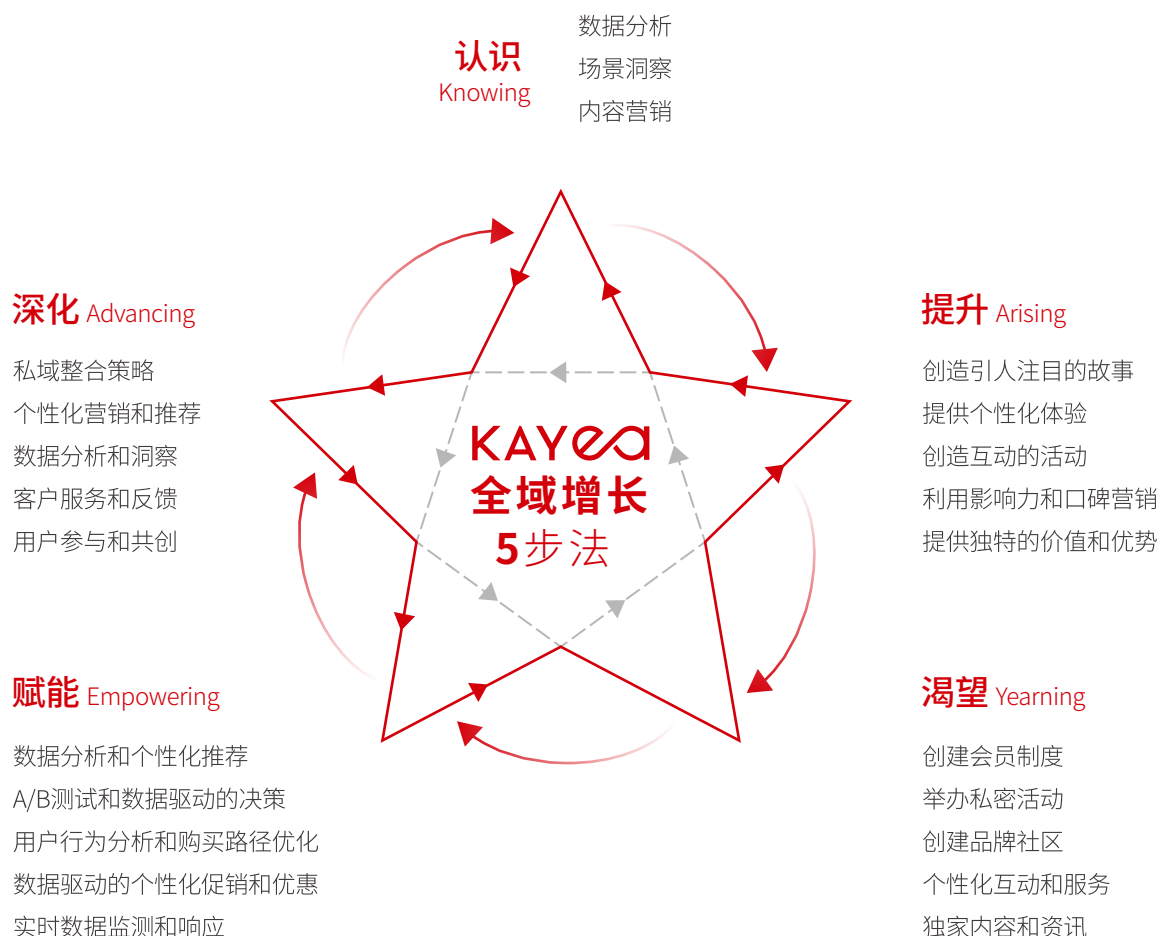 认识
Knowing
数据分析
场景洞察
内容营销
深化 Advancing
私域整合策略
个性化营销和推荐
数据分析和洞察
客户服务和反馈
用户参与和共创
提升 Arising
创造引人注目的故事
提供个性化体验
创造互动的活动
利用影响力和口碑营销
提供独特的价值和优势
KAYea
全域增长
5步法
赋能 Empowering
数据分析和个性化推荐
A/B测试和数据驱动的决策
用户行为分析和购买路径优化
数据驱动的个性化促销和优惠
实时数据监测和响应
渴望 Yearning
创建会员制度
举办私密活动
创建品牌社区
个性化互动和服务
独家内容和资讯